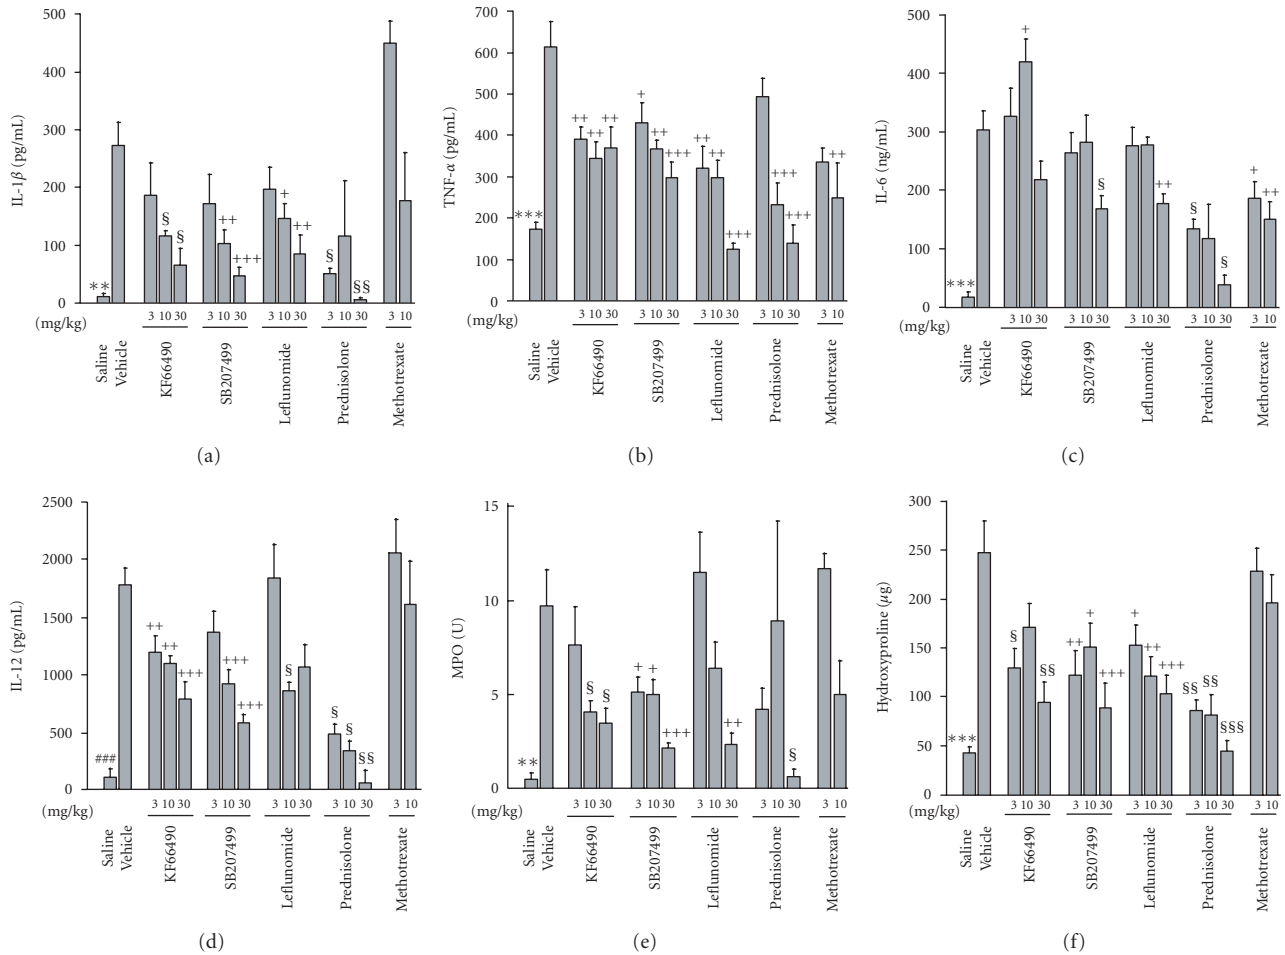 500
400
300
200
100
0
IL-1β (pg/mL)
**
§
§
++
+++
+
++
§
§§
(mg/kg)
3 10 30
3 10 30
3 10 30
3 10 30
3 10
Saline
Vehicle
KF66490
SB207499
Leflunomide
Prednisolone
Methotrexate
(a)
700
600
500
400
300
200
100
0
TNF-α (pg/mL)
***
++
++
++
+
++
+++
++
++
+++
+++
+++
++
(mg/kg)
3 10 30
3 10 30
3 10 30
3 10 30
3 10
Saline
Vehicle
KF66490
SB207499
Leflunomide
Prednisolone
Methotrexate
(b)
500
400
300
200
100
0
IL-6 (ng/mL)
***
+
§
++
§
§
+
++
(mg/kg)
3 10 30
3 10 30
3 10 30
3 10 30
3 10
Saline
Vehicle
KF66490
SB207499
Leflunomide
Prednisolone
Methotrexate
(c)
2500
2000
1500
1000
500
0
IL-12 (pg/mL)
###
++
++
+++
+++
+++
§
§
§
§§
(mg/kg)
3 10 30
3 10 30
3 10 30
3 10 30
3 10
Saline
Vehicle
KF66490
SB207499
Leflunomide
Prednisolone
Methotrexate
(d)
15
10
5
0
MPO (U)
**
§
§
+
+
+++
++
§
(mg/kg)
3 10 30
3 10 30
3 10 30
3 10 30
3 10
Saline
Vehicle
KF66490
SB207499
Leflunomide
Prednisolone
Methotrexate
(e)
300
250
200
150
100
50
0
Hydroxyproline (μg)
***
§
§§
++
+
+++
+
++
+++
§§
§§
§§§
(mg/kg)
3 10 30
3 10 30
3 10 30
3 10 30
3 10
Saline
Vehicle
KF66490
SB207499
Leflunomide
Prednisolone
Methotrexate
(f)